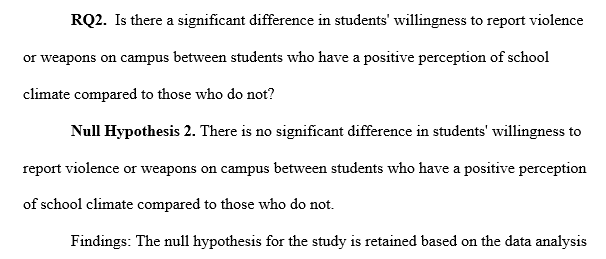 RQ2.  Is there a significant difference in students' willingness to report violence
or weapons on campus between students who have a positive perception of school
climate compared to those who do not?
Null Hypothesis 2. There is no significant difference in students' willingness to
report violence or weapons on campus between students who have a positive perception
of school climate compared to those who do not.
Findings: The null hypothesis for the study is retained based on the data analysis